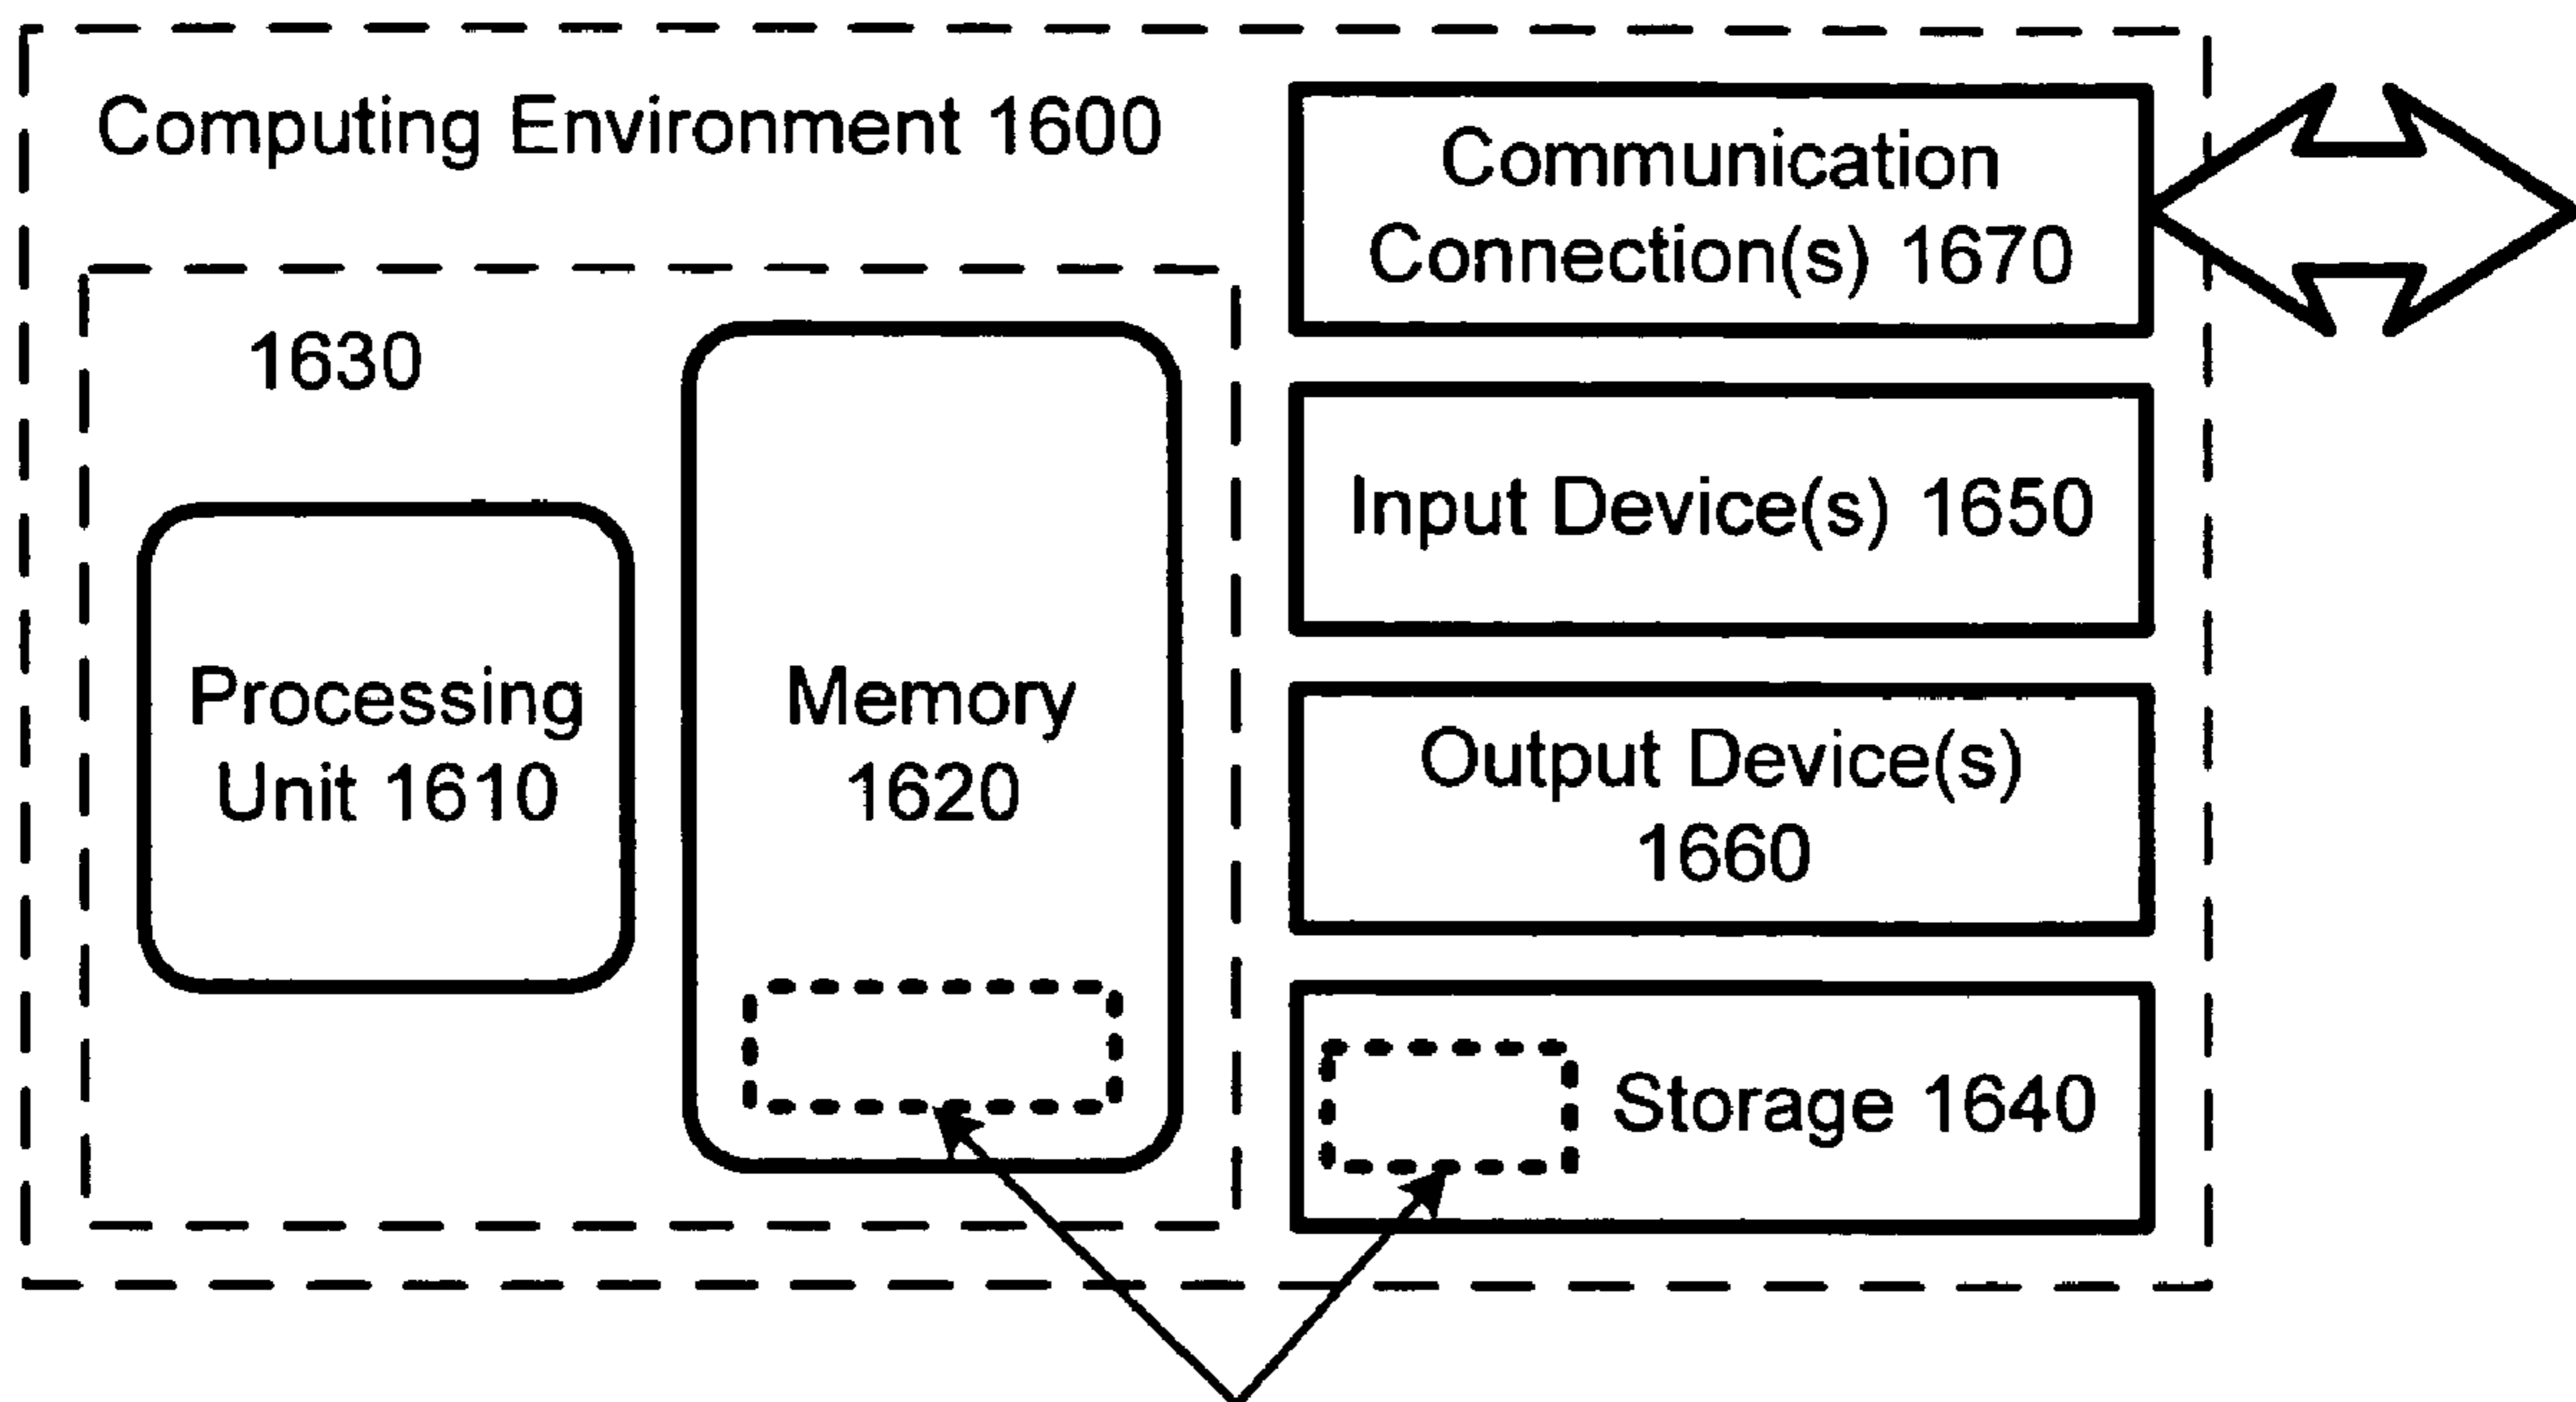 Computing Environment 1600
1630
Processing
Unit 1610
Memory
1620
Communication
Connection(s) 1670
Input Device(s) 1650
Output Device(s)
1660
Storage 1640